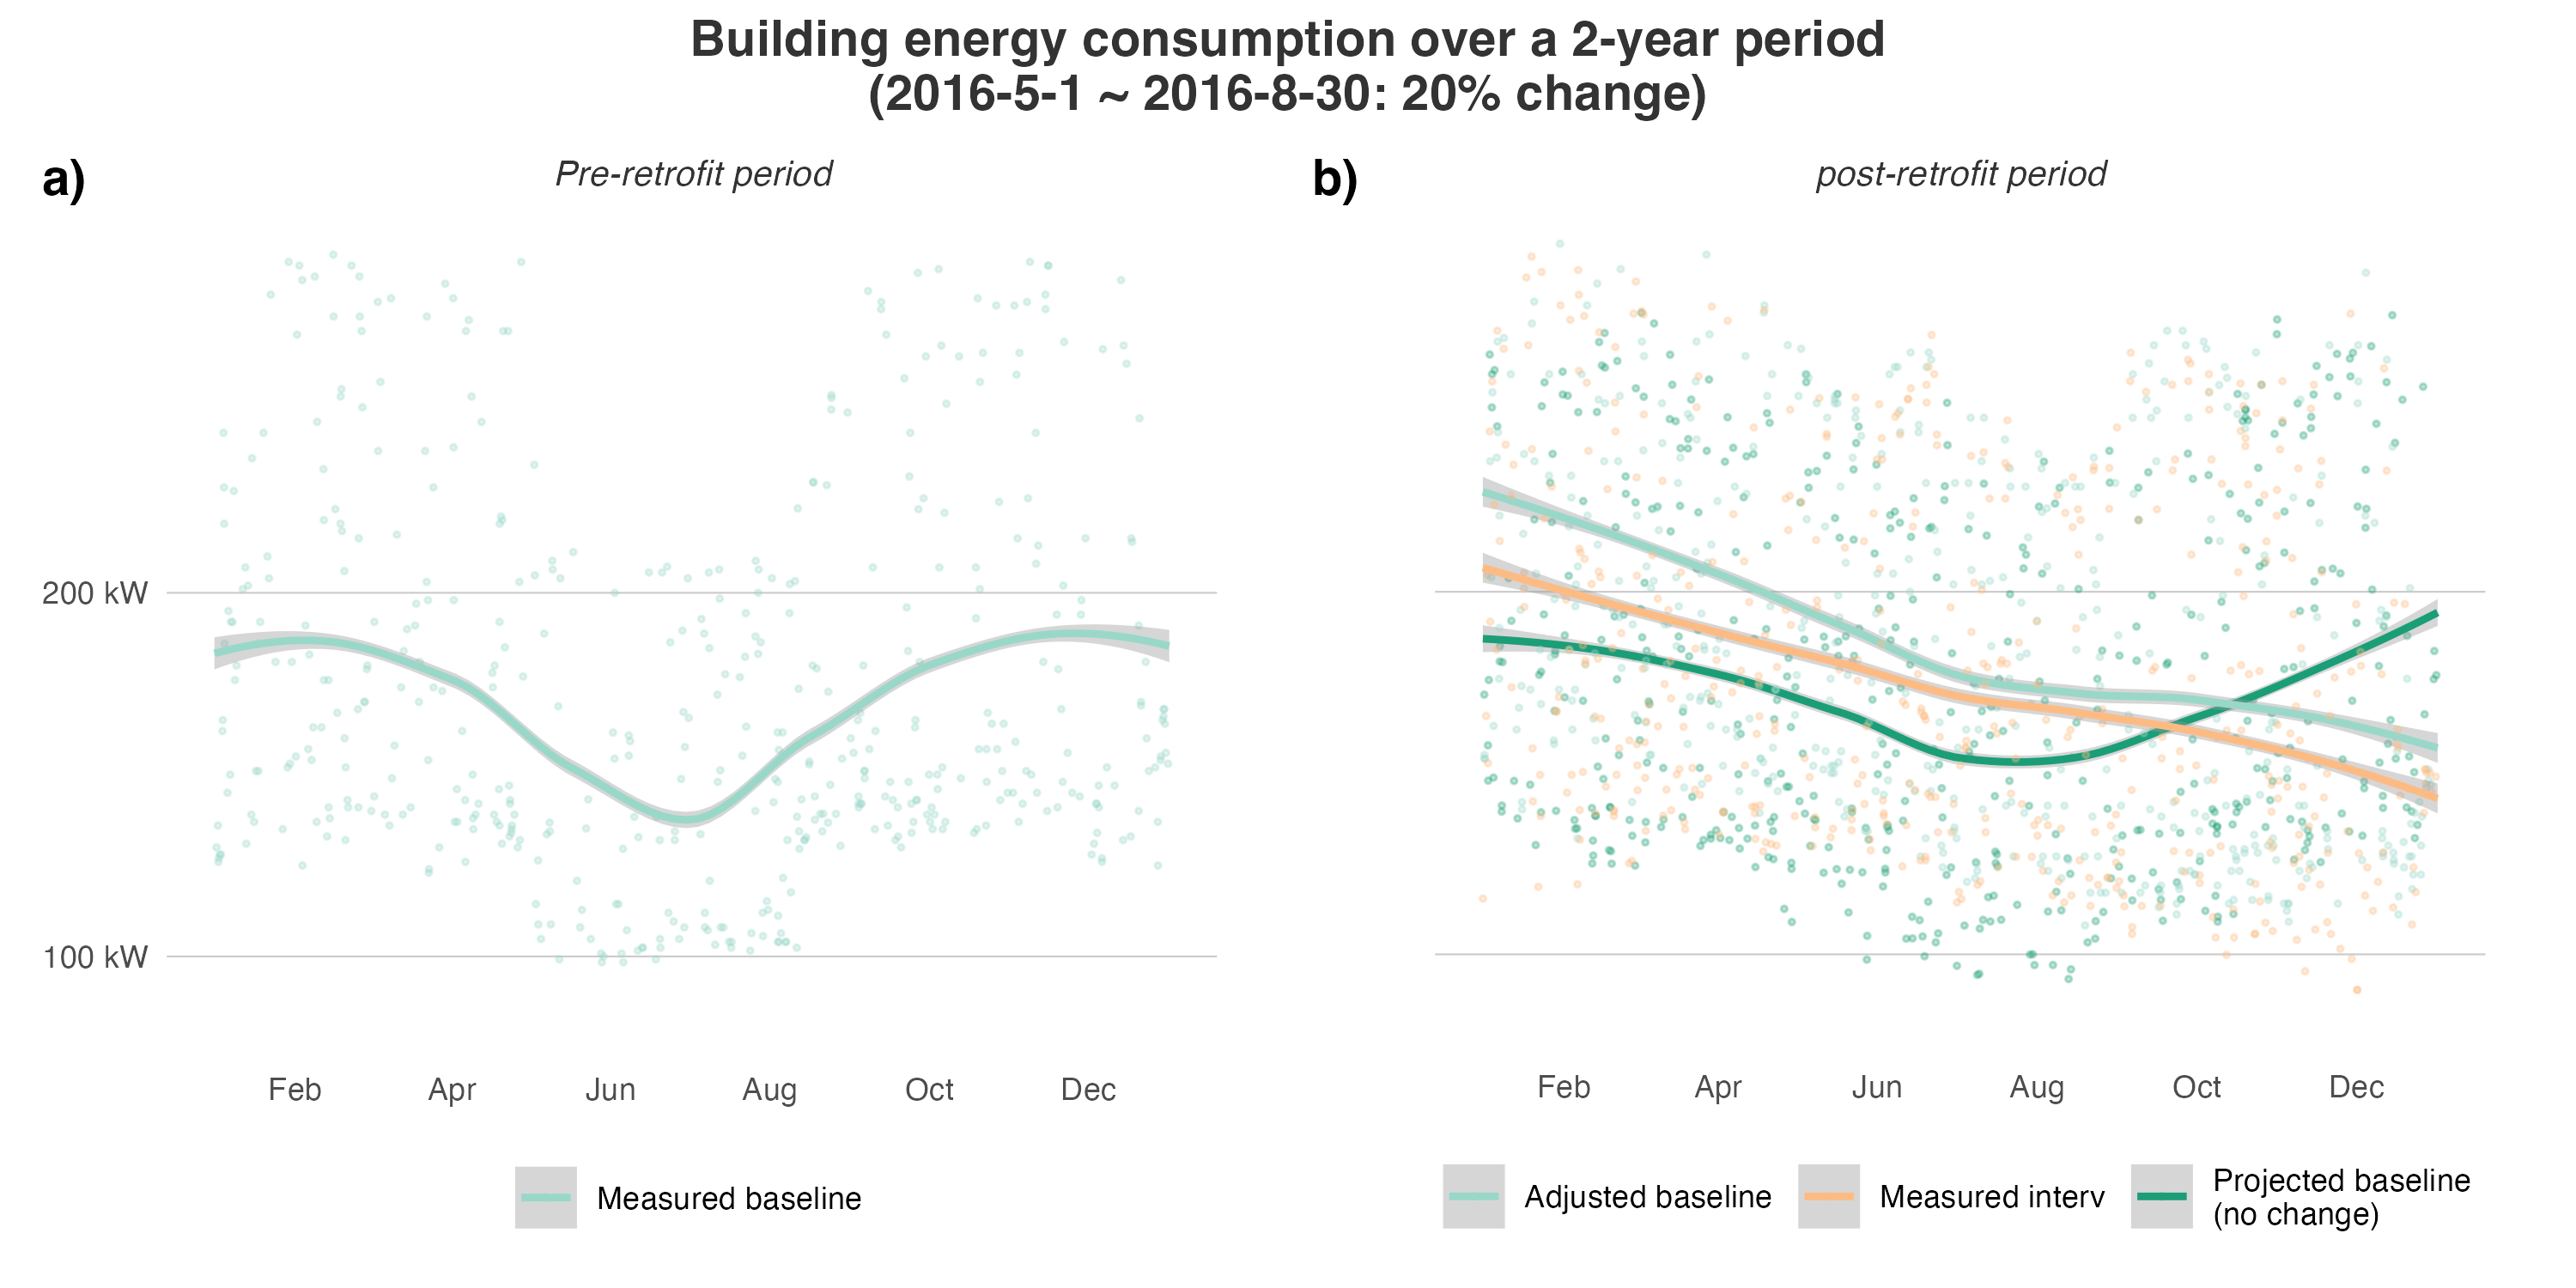 Building energy consumption over a 2-year period
(2016-5-1 ~ 2016-8-30: 20% change)
a)
Pre-retrofit period
200 kW
100 kW
Feb Apr Jun Aug Oct Dec
Measured baseline
b)
post-retrofit period
Feb Apr Jun Aug Oct Dec
Adjusted baseline
Measured interv
Projected baseline
(no change)